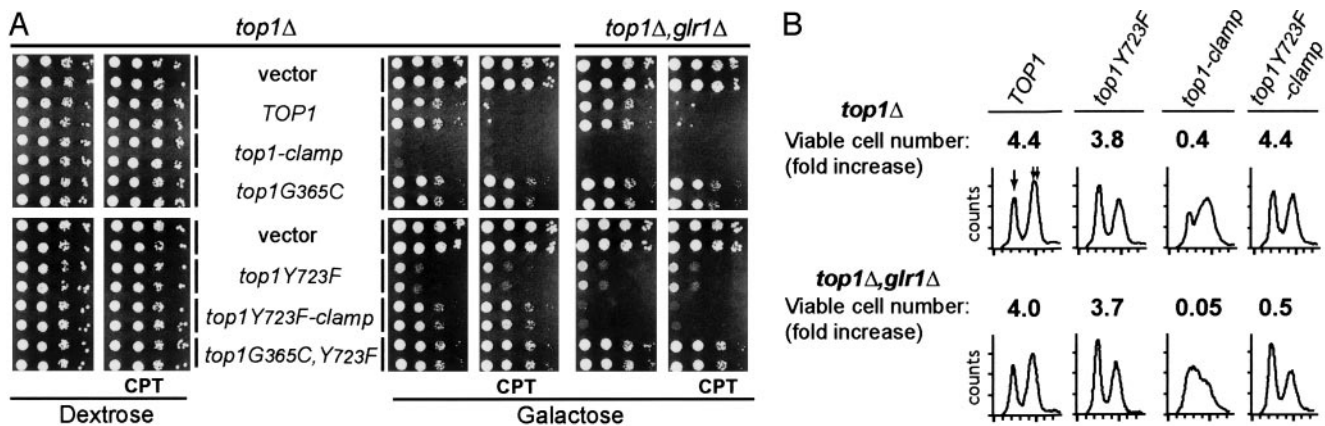 A
top1Δ
top1Δ,glr1Δ
vector
TOP1
top1-clamp
top1G365C
vector
top1Y723F
top1Y723F-clamp
top1G365C,Y723F
CPT
CPT
CPT
Dextrose
Galactose
B
TOP1
top1Y723F
top1-clamp
top1Y723F
-clamp
top1Δ
Viable cell number: 4.4 3.8 0.4 4.4
(fold increase)
counts
top1Δ,glr1Δ
Viable cell number: 4.0 3.7 0.05 0.5
(fold increase)
counts